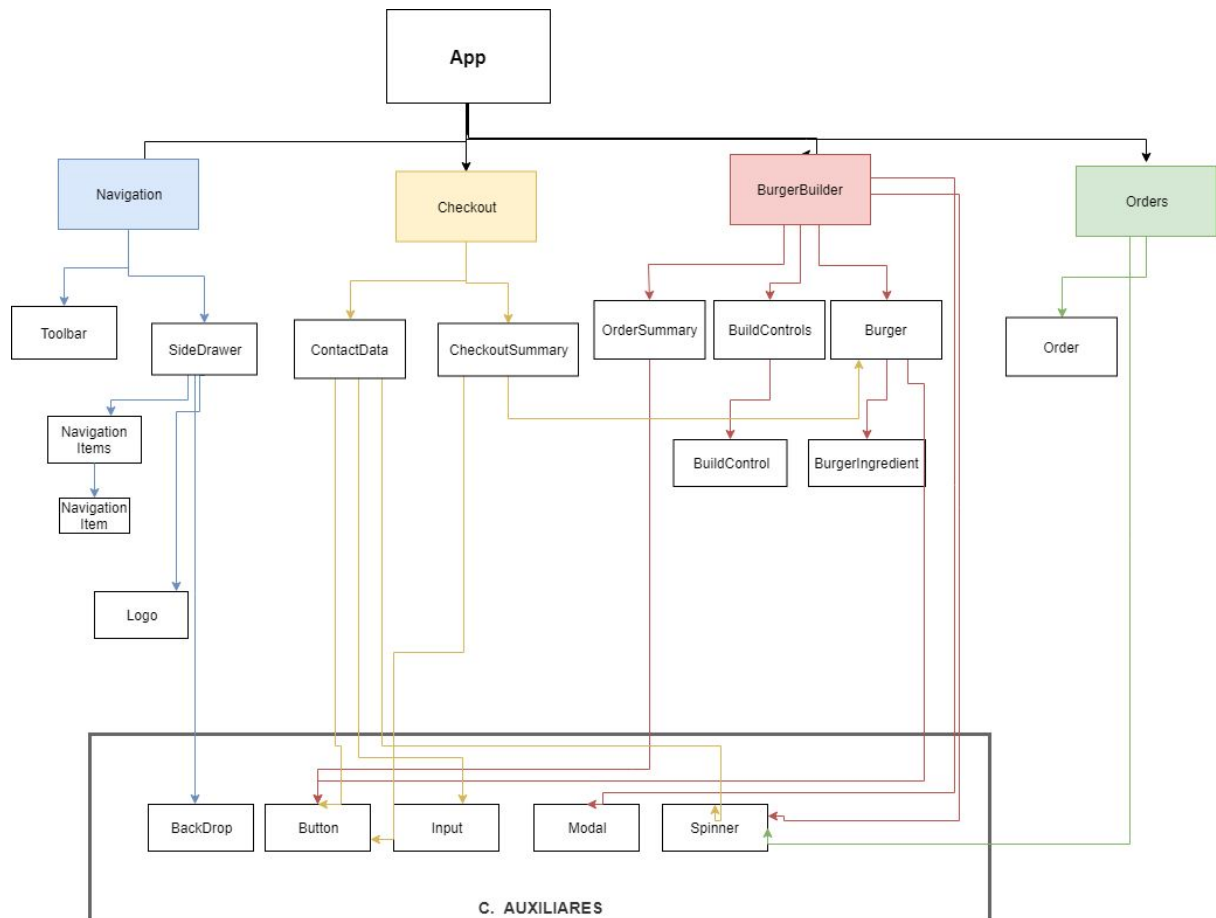 App
Navigation
Checkout
BurgerBuilder
Orders
Toolbar
SideDrawer
ContactData
CheckoutSummary
OrderSummary
BuildControls
Burger
Order
Navigation
Items
BuildControl
BurgerIngredient
Navigation
Item
Logo
BackDrop
Button
Input
Modal
Spinner
C. AUXILIARES